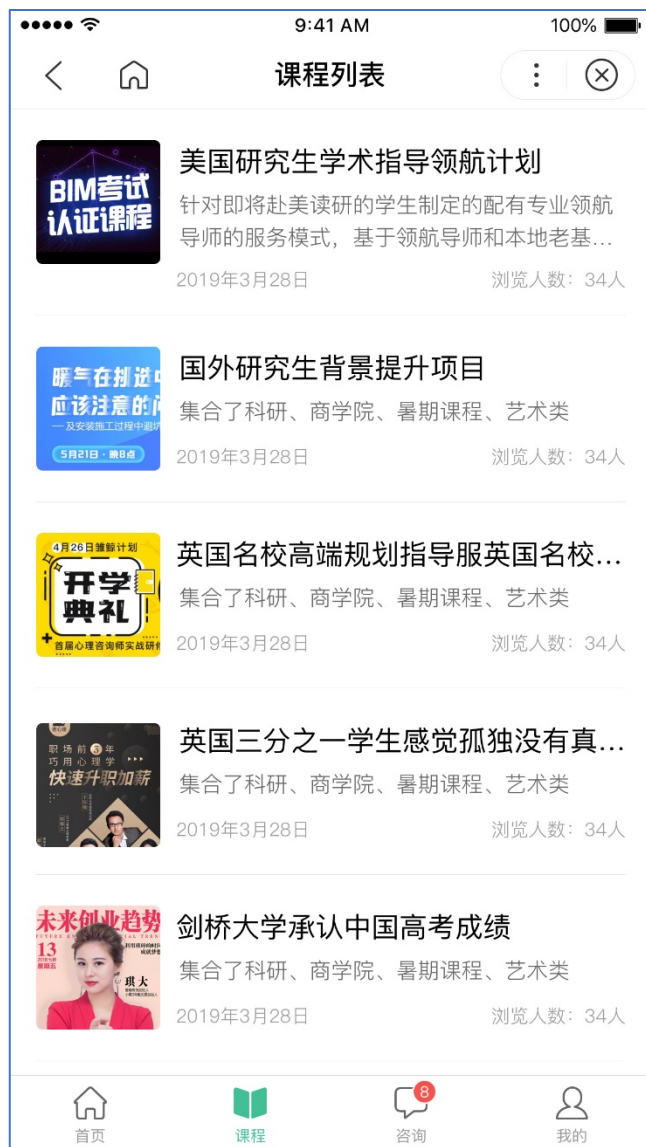 9:41 AM
100%
课程列表
BIM考试
认证课程
美国研究生学术指导领航计划
针对即将赴美读研的学生制定的配有专业领航
导师的服务模式，基于领航导师和本地老基...
2019年3月28日
浏览人数：34人
暖气在挑选中
应该注意的问
—及安装施工过程中避坑
5月21日·晚8点
国外研究生背景提升项目
集合了科研、商学院、暑期课程、艺术类
2019年3月28日
浏览人数：34人
4月26日雏鲸计划
开学
典礼
首届心理咨询师实战研修
英国名校高端规划指导服英国名校...
集合了科研、商学院、暑期课程、艺术类
2019年3月28日
浏览人数：34人
职场前3年
巧用心理学
快速升职加薪
英国三分之一学生感觉孤独没有真...
集合了科研、商学院、暑期课程、艺术类
2019年3月28日
浏览人数：34人
未来创业趋势
13
星期五
琪大
剑桥大学承认中国高考成绩
集合了科研、商学院、暑期课程、艺术类
2019年3月28日
浏览人数：34人
8
首页
课程
咨询
我的